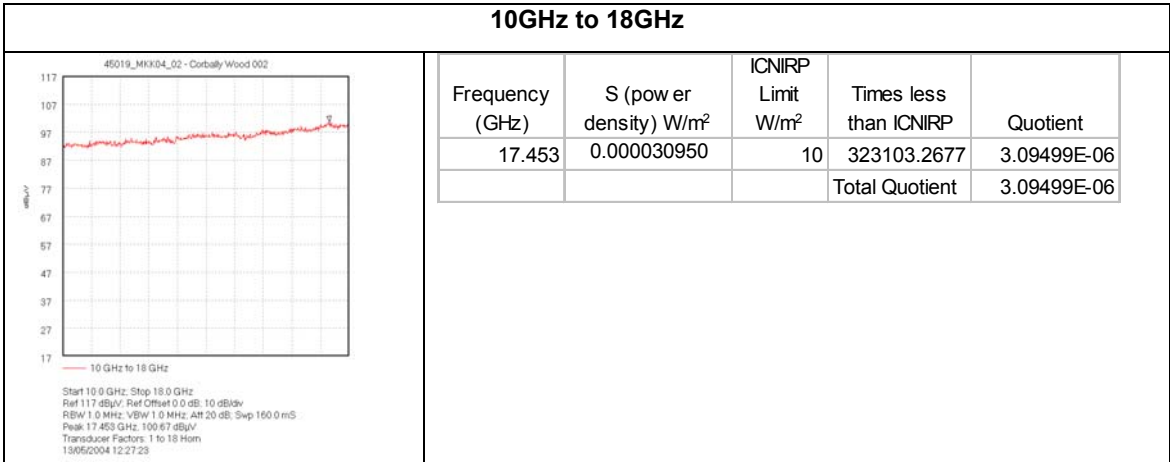 10GHz to 18GHz
45019_MKK04_02 - Corbally Wood 002
117
107
97
87
77
67
57
47
37
27
17
dBµV
10 GHz to 18 GHz
Start 10.0 GHz; Stop 18.0 GHz
Ref 117 dBµV; Ref Offset 0.0 dB; 10 dB/div
RBW 1.0 MHz; VBW 1.0 MHz; Att 20 dB; Swp 160.0 mS
Peak 17.453 GHz, 100.67 dBµV
Transducer Factors: 1 to 18 Horn
13/05/2004 12:27:23
Frequency (GHz) S (pow er density) W/m² ICNIRP Limit W/m² Times less than ICNIRP Quotient
17.453 0.000030950 10 323103.2677 3.09499E-06
Total Quotient 3.09499E-06